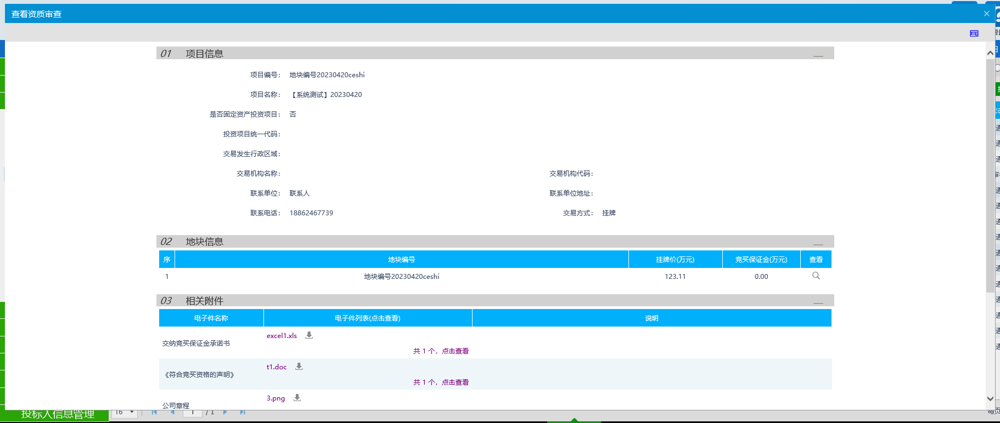 查看资质审查
01 项目信息
项目编号： 地块编号20230420ceshi
项目名称： 【系统测试】20230420
是否固定资产投资项目： 否
投资项目统一代码：
交易发生行政区域：
交易机构名称： 交易机构代码：
联系单位： 联系人 联系单位地址：
联系电话： 18862467739 交易方式： 挂牌
02 地块信息
序 地块编号 挂牌价(万元) 竞买保证金(万元) 查看
1 地块编号20230420ceshi 123.11 0.00
03 相关附件
电子件名称 电子件列表(点击查看) 说明
交纳竞买保证金承诺书 excel1.xls
共 1 个，点击查看
《符合竞买资格的声明》 t1.doc
共 1 个，点击查看
公司章程 3.png
投标人信息管理 16 1 / 1